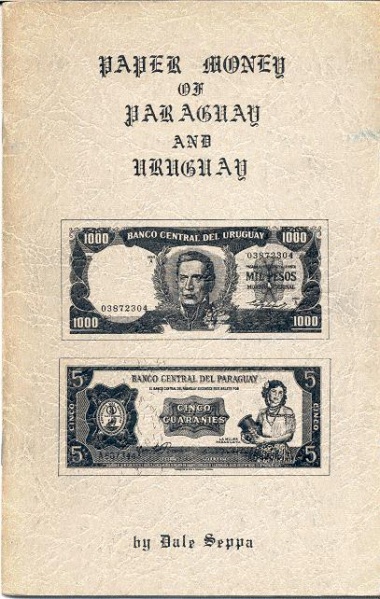 PAPER MONEY
OF
PARAGUAY
AND
URUGUAY
1000 BANCO CENTRAL DEL URUGUAY 1000
03872304
MIL PESOS
03872304
1000 1000
5 BANCO CENTRAL DEL PARAGUAY 5
CINCO CINCO
CINCO
GUARANIES
5 5
by Dale Seppa